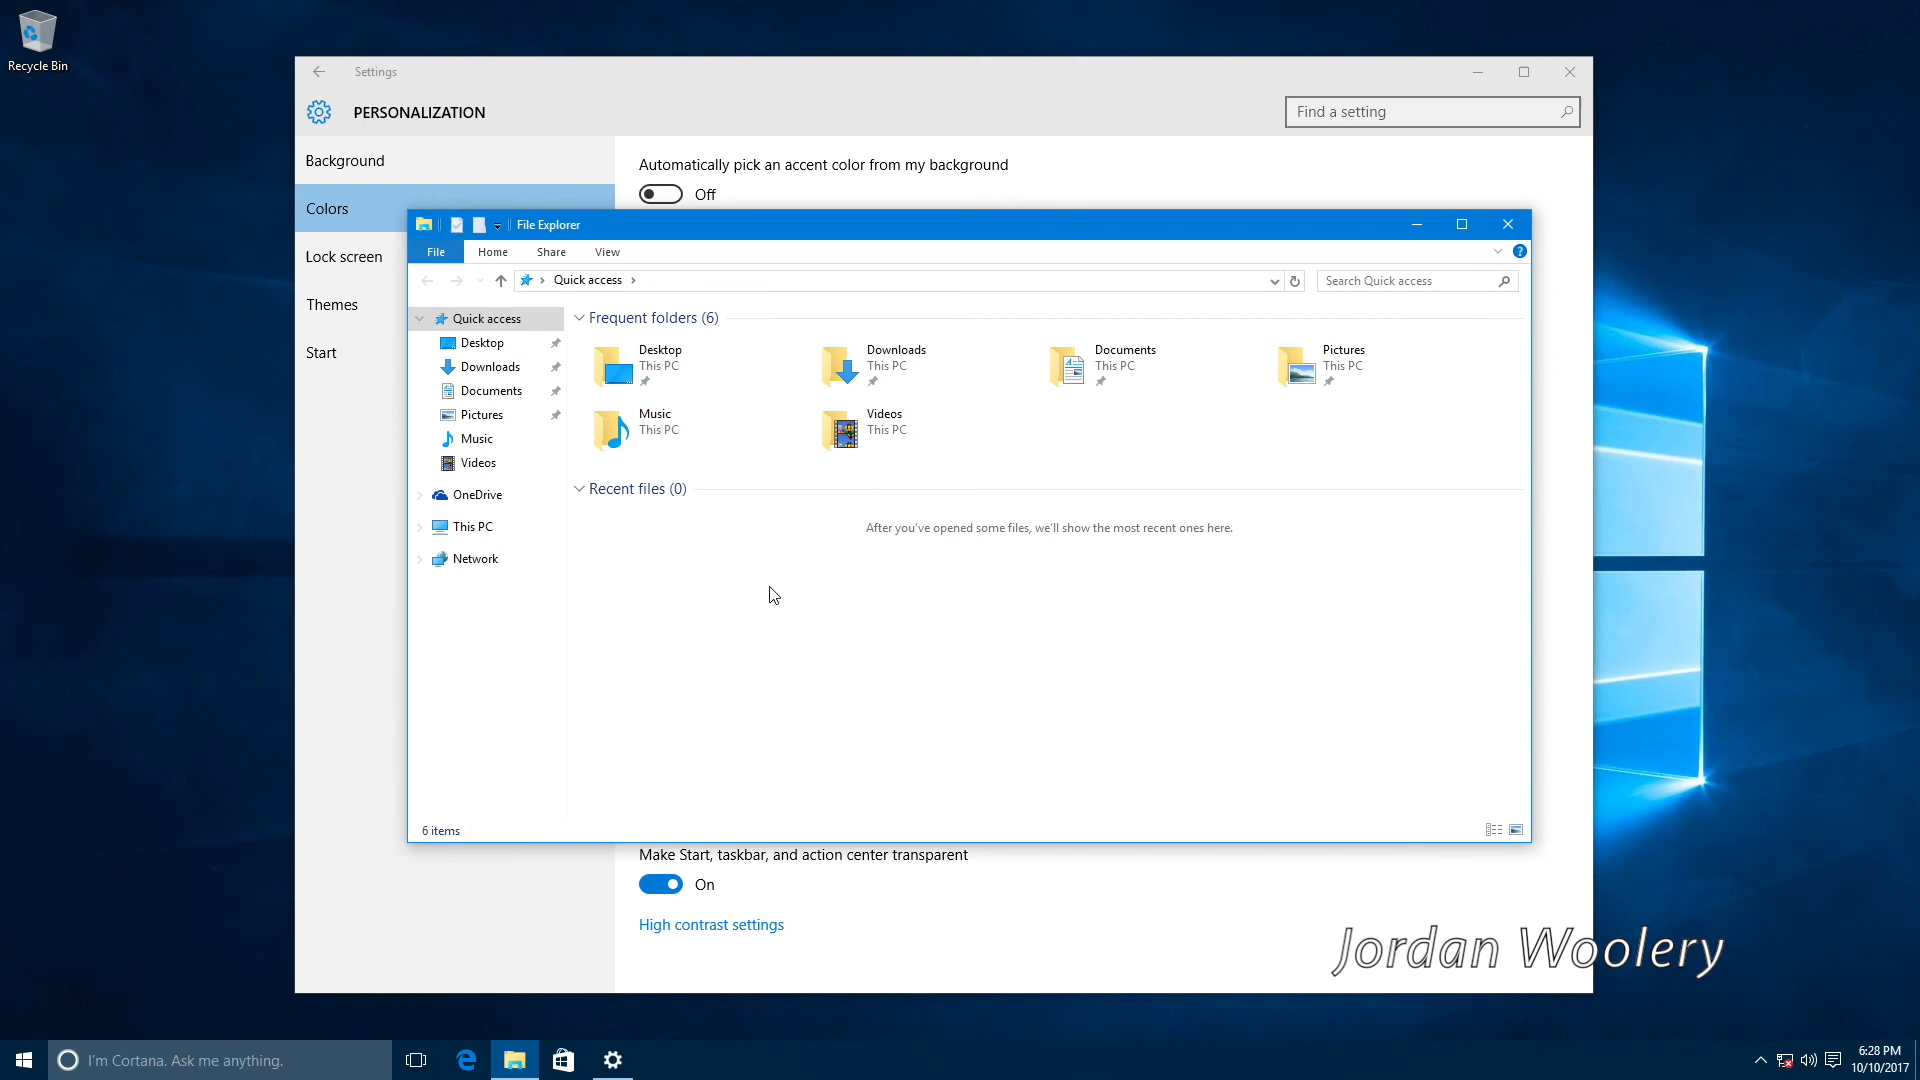 Recycle Bin
Settings
PERSONALIZATION
Find a setting
Background
Colors
Lock screen
Themes
Start
Automatically pick an accent color from my background
Off
File Explorer
File Home Share View
Quick access
Search Quick access
Quick access
Desktop
Downloads
Documents
Pictures
Music
Videos
OneDrive
This PC
Network
Frequent folders (6)
Desktop
This PC
Downloads
This PC
Documents
This PC
Pictures
This PC
Music
This PC
Videos
This PC
Recent files (0)
After you've opened some files, we'll show the most recent ones here.
6 items
Make Start, taskbar, and action center transparent
On
High contrast settings
Jordan Woolery
I'm Cortana. Ask me anything.
6:28 PM
10/10/2017